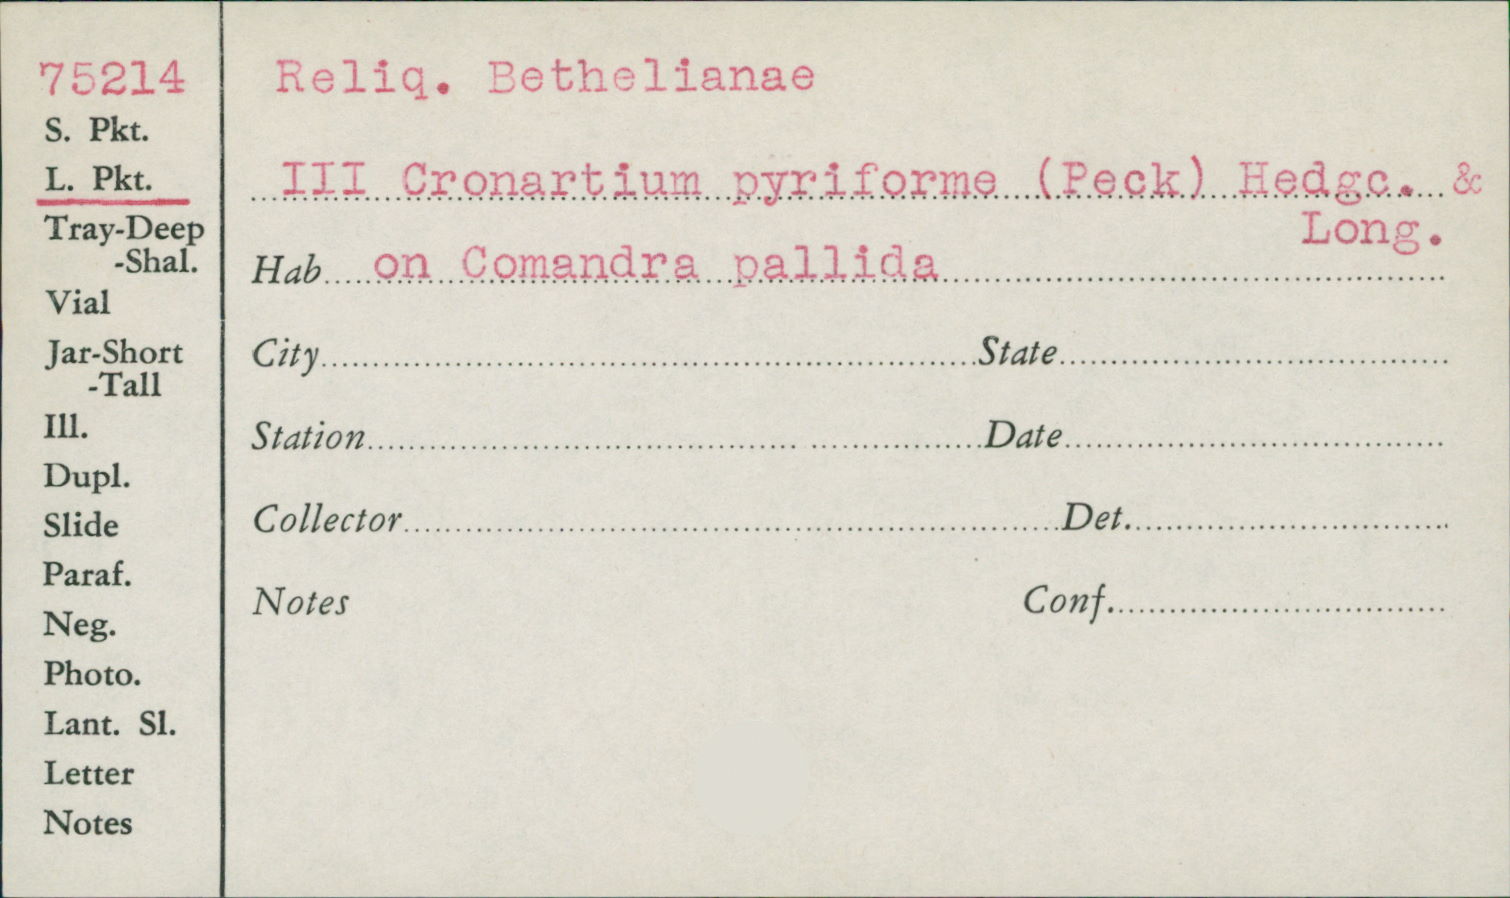 75214
S. Pkt.
L. Pkt.
Tray-Deep
-Shal.
Vial
Jar-Short
-Tall
Ill.
Dupl.
Slide
Paraf.
Neg.
Photo.
Lant. Sl.
Letter
Notes
Reliq. Bethelianae
III Cronartium pyriforme (Peck) Hedgc. &
Long.
Hab on Comandra pallida
City State
Station Date
Collector Det.
Notes Conf.